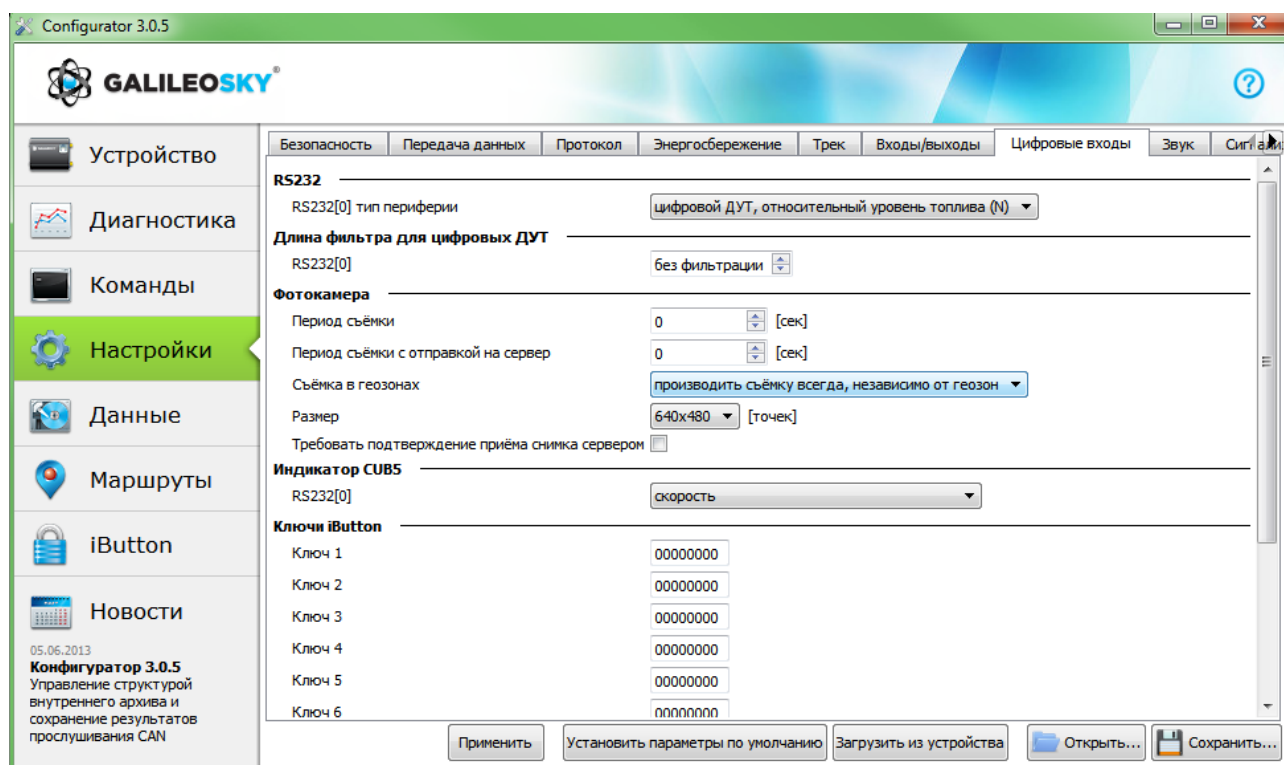 Configurator 3.0.5
GALILEOSKY®
?
Устройство
Диагностика
Команды
Настройки
Данные
Маршруты
iButton
Новости
05.06.2013
Конфигуратор 3.0.5
Управление структурой
внутреннего архива и
сохранение результатов
прослушивания CAN
Безопасность Передача данных Протокол Энергосбережение Трек Входы/выходы Цифровые входы Звук
RS232
RS232[0] тип периферии цифровой ДУТ, относительный уровень топлива (N)
Длина фильтра для цифровых ДУТ
RS232[0] без фильтрации
Фотокамера
Период съёмки 0 [сек]
Период съёмки с отправкой на сервер 0 [сек]
Съёмка в геозонах производить съёмку всегда, независимо от геозон
Размер 640x480 [точек]
Требовать подтверждение приёма снимка сервером
Индикатор CUB5
RS232[0] скорость
Ключи iButton
Ключ 1 00000000
Ключ 2 00000000
Ключ 3 00000000
Ключ 4 00000000
Ключ 5 00000000
Ключ 6 00000000
Применить Установить параметры по умолчанию Загрузить из устройства Открыть... Сохранить...